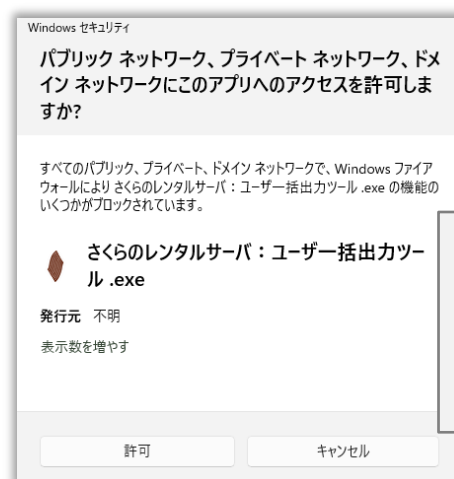 Windows セキュリティ
パブリック ネットワーク、プライベート ネットワーク、ドメ
イン ネットワークにこのアプリへのアクセスを許可しま
すか?
すべてのパブリック、プライベート、ドメイン ネットワークで、Windows ファイア
ウォールにより さくらのレンタルサーバ：ユーザー括出力ツール .exe の機能の
いくつかがブロックされています。
さくらのレンタルサーバ：ユーザー括出力ツー
ル .exe
発行元 不明
表示数を増やす
許可
キャンセル